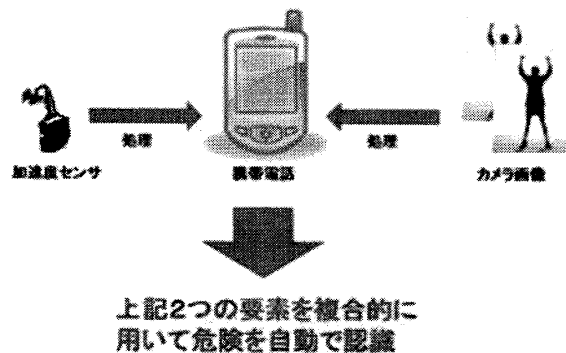 処理
処理
加速度センサ
携帯電話
カメラ画像
上記2つの要素を複合的に
用いて危険を自動で認識